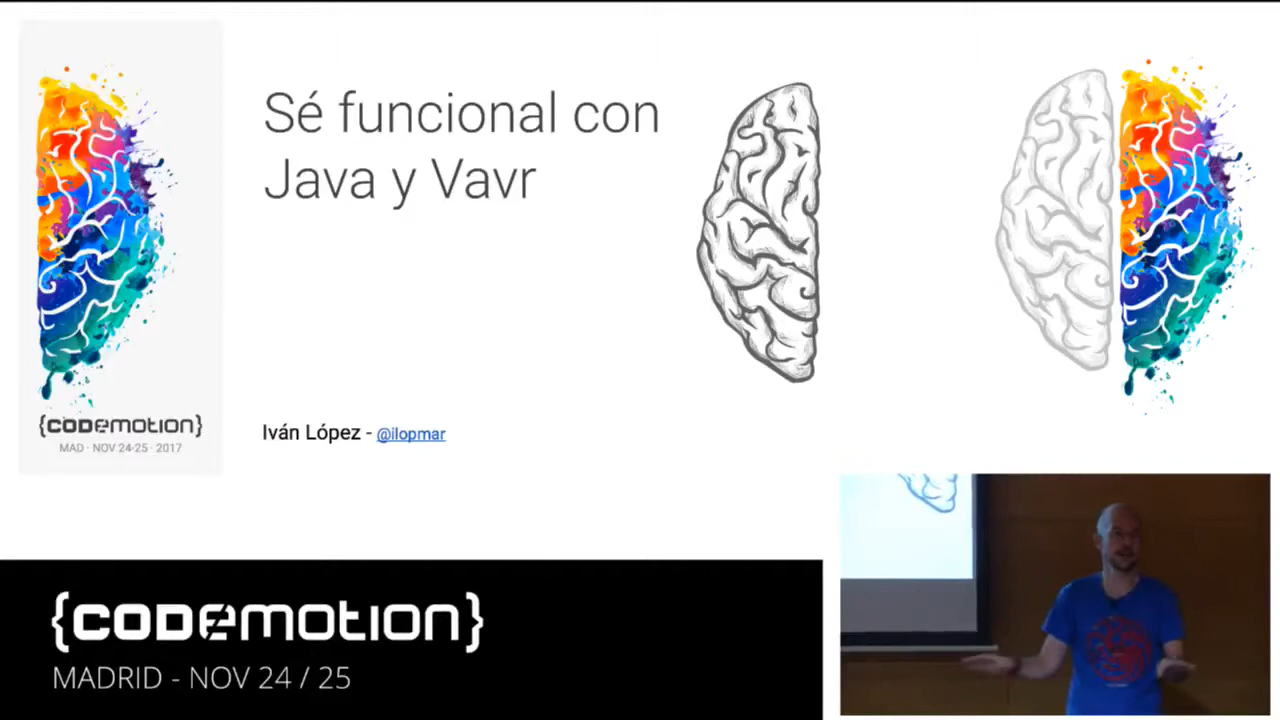 Sé funcional con
Java y Vavr
Iván López - @ilopmar
{CODEMOTION}
MAD · NOV 24-25 · 2017
{CODEMOTION}
MADRID - NOV 24 / 25